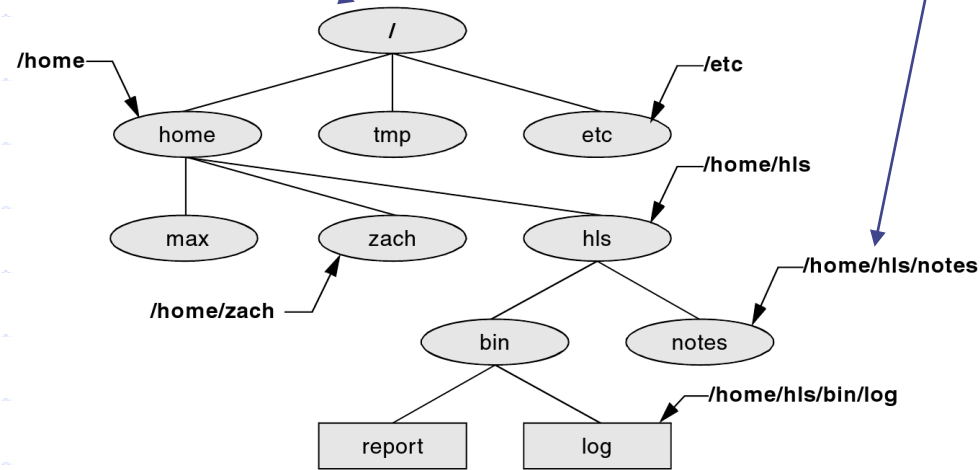 /
/home
/etc
home
tmp
etc
/home/hls
max
zach
hls
/home/hls/notes
/home/zach
bin
notes
/home/hls/bin/log
report
log